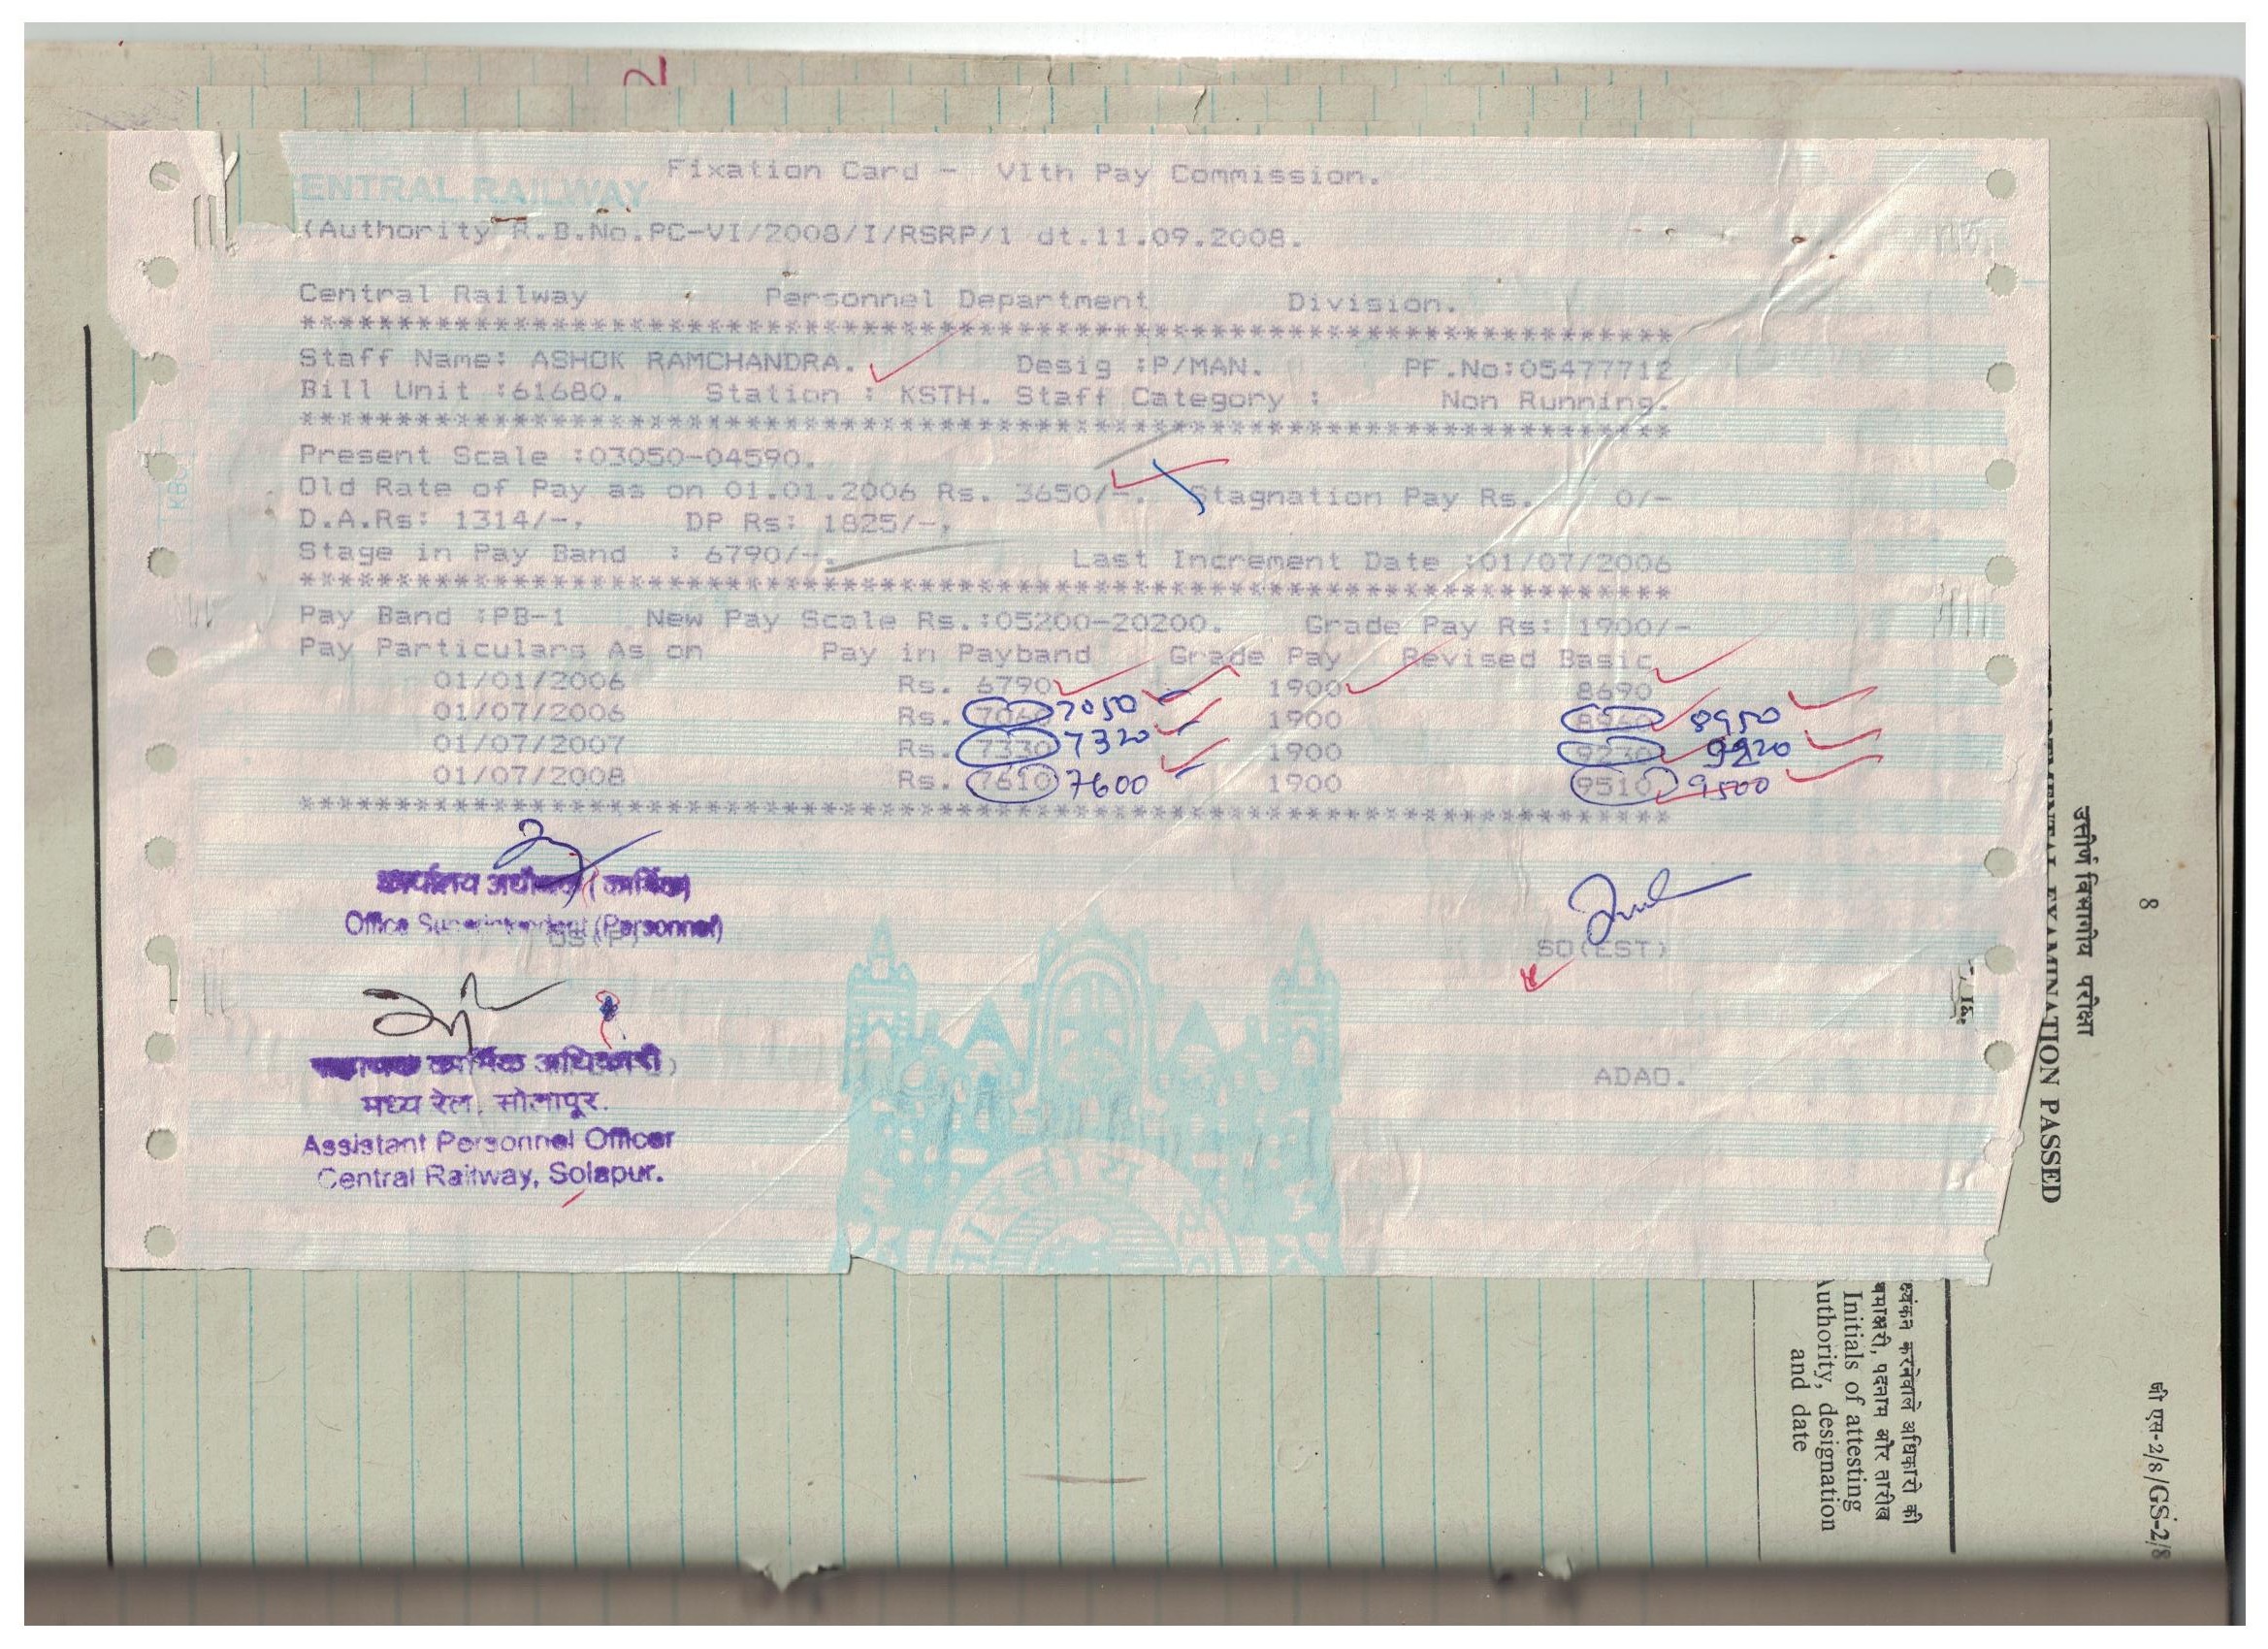 Fixation Card - VIth Pay Commission.
CENTRAL RAILWAY
(Authority R.B.No.PC-VI/2008/I/RSRP/1 dt.11.09.2008.
Central Railway Personnel Department Division.
************************************************************************
Staff Name: ASHOK RAMCHANDRA. Desig :P/MAN. PF.No:05477712
Bill Unit :61680. Station : KSTH. Staff Category : Non Running.
************************************************************************
Present Scale :03050-04590.
Old Rate of Pay as on 01.01.2006 Rs. 3650/-. Stagnation Pay Rs. 0/-
D.A.Rs: 1314/-, DP Rs: 1825/-,
Stage in Pay Band : 6790/-. Last Increment Date :01/07/2006
************************************************************************
Pay Band :PB-1 New Pay Scale Rs.:05200-20200. Grade Pay Rs: 1900/-
Pay Particulars As on Pay in Payband Grade Pay Revised Basic
01/01/2006 Rs. 6790 1900 8690
01/07/2006 Rs. 7060 7050 1900 8960 8950
01/07/2007 Rs. 7330 7320 1900 9230 9220
01/07/2008 Rs. 7610 7600 1900 9510 9500
************************************************************************
कार्यालय अधीक्षक (कार्मिक)
Office Superintendent (Personnel)
OS(P)
SO(EST)
कार्मिक अधिकारी
मध्य रेल, सोलापूर.
Assistant Personnel Officer
Central Railway, Solapur.
ADAO.
8
उत्तीर्ण विभागीय परीक्षा
EXAMINATION PASSED
करनेवाले अधिकारी की
पदनाम और तारीख
Initials of attesting
Authority, designation
and date
जी एस-2/8/GS-2/8